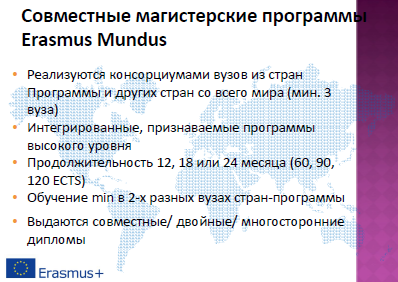 Совместные магистерские программы
Erasmus Mundus
• Реализуются консорциумами вузов из стран
Программы и других стран со всего мира (мин. 3
вуза)
• Интегрированные, признаваемые программы
высокого уровня
• Продолжительность 12, 18 или 24 месяца (60, 90,
120 ECTS)
• Обучение min в 2-х разных вузах стран-программы
• Выдаются совместные/ двойные/ многосторонние
дипломы
Erasmus+